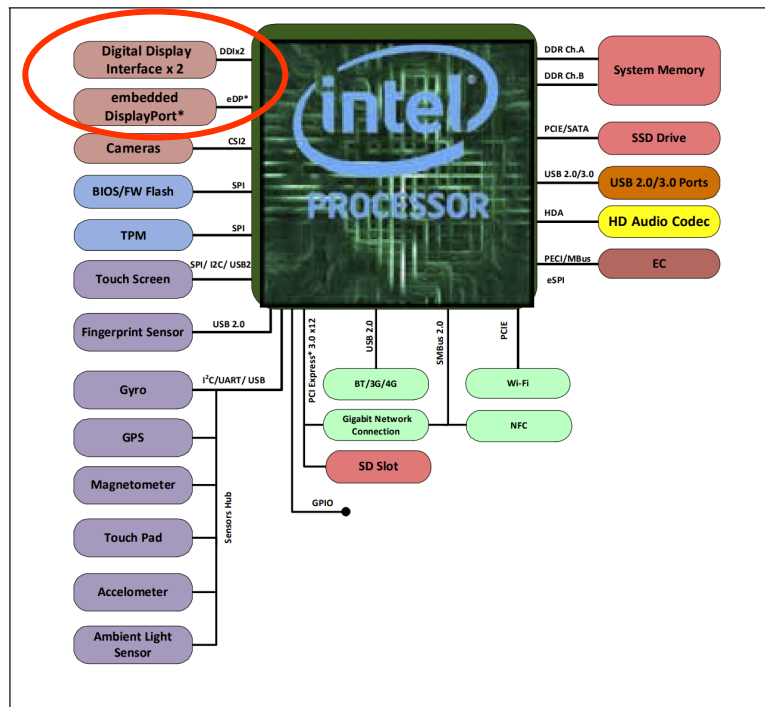 Digital Display
Interface x 2
DDIx2
embedded
DisplayPort*
eDP*
Cameras
CSI2
BIOS/FW Flash
SPI
TPM
SPI
Touch Screen
SPI/ I2C/ USB2
Fingerprint Sensor
USB 2.0
Gyro
I²C/UART/ USB
GPS
Magnetometer
Touch Pad
Accelometer
Ambient Light
Sensor
Sensors Hub
intel
PROCESSOR
DDR Ch.A
DDR Ch.B
System Memory
PCIE/SATA
SSD Drive
USB 2.0/3.0
USB 2.0/3.0 Ports
HDA
HD Audio Codec
PECI/MBus
eSPI
EC
PCI Express* 3.0 x12
USB 2.0
SMBus 2.0
PCIE
BT/3G/4G
Wi-Fi
Gigabit Network
Connection
NFC
SD Slot
GPIO